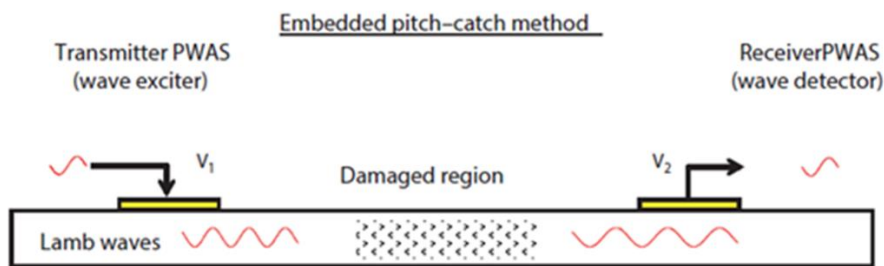 Embedded pitch–catch method
Transmitter PWAS
(wave exciter)
ReceiverPWAS
(wave detector)
V1
V2
Damaged region
Lamb waves